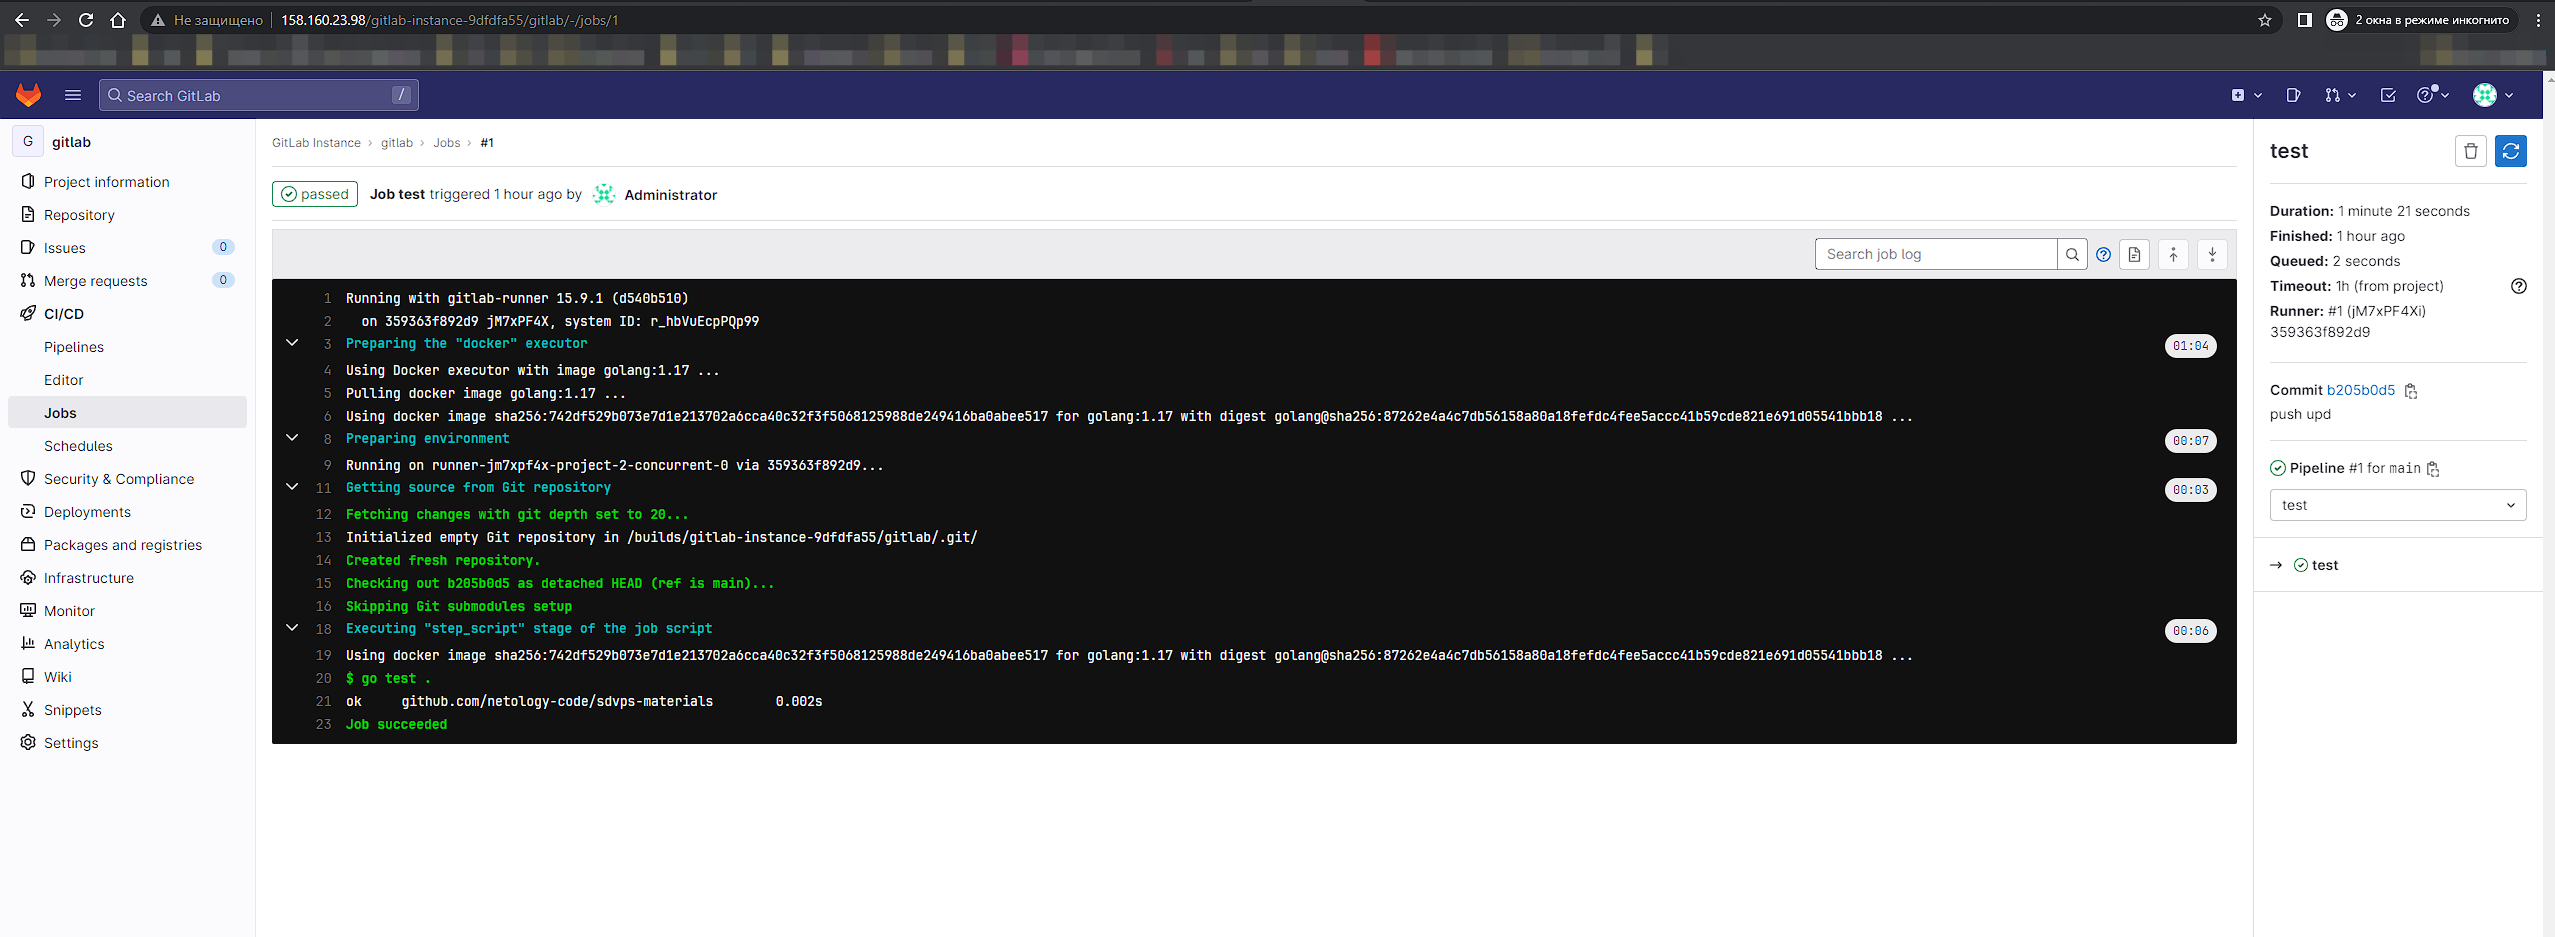 Не защищено 158.160.23.98/gitlab-instance-9dfdfa55/gitlab/-/jobs/1 2 окна в режиме инкогнито
Search GitLab /
G gitlab
Project information
Repository
Issues 0
Merge requests 0
CI/CD
Pipelines
Editor
Jobs
Schedules
Security & Compliance
Deployments
Packages and registries
Infrastructure
Monitor
Analytics
Wiki
Snippets
Settings
GitLab Instance › gitlab › Jobs › #1
passed Job test triggered 1 hour ago by Administrator
Search job log
1 Running with gitlab-runner 15.9.1 (d540b510)
2 on 359363f892d9 jM7xPF4X, system ID: r_hbVuEcpPQp99
3 Preparing the "docker" executor 01:04
4 Using Docker executor with image golang:1.17 ...
5 Pulling docker image golang:1.17 ...
6 Using docker image sha256:742df529b073e7d1e213702a6cca40c32f3f5068125988de249416ba0abee517 for golang:1.17 with digest golang@sha256:87262e4a4c7db56158a80a18fefdc4fee5accc41b59cde821e691d05541bbb18 ...
8 Preparing environment 00:07
9 Running on runner-jm7xpf4x-project-2-concurrent-0 via 359363f892d9...
11 Getting source from Git repository 00:03
12 Fetching changes with git depth set to 20...
13 Initialized empty Git repository in /builds/gitlab-instance-9dfdfa55/gitlab/.git/
14 Created fresh repository.
15 Checking out b205b0d5 as detached HEAD (ref is main)...
16 Skipping Git submodules setup
18 Executing "step_script" stage of the job script 00:06
19 Using docker image sha256:742df529b073e7d1e213702a6cca40c32f3f5068125988de249416ba0abee517 for golang:1.17 with digest golang@sha256:87262e4a4c7db56158a80a18fefdc4fee5accc41b59cde821e691d05541bbb18 ...
20 $ go test .
21 ok github.com/netology-code/sdvps-materials 0.002s
23 Job succeeded
test
Duration: 1 minute 21 seconds
Finished: 1 hour ago
Queued: 2 seconds
Timeout: 1h (from project)
Runner: #1 (jM7xPF4Xi)
359363f892d9
Commit b205b0d5
push upd
Pipeline #1 for main
test
→ test